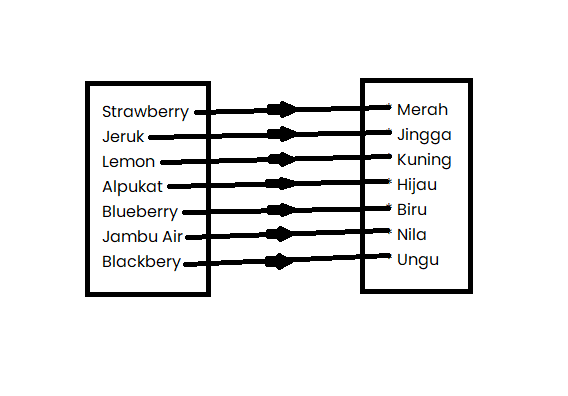 Strawberry
Jeruk
Lemon
Alpukat
Blueberry
Jambu Air
Blackbery
Merah
Jingga
Kuning
Hijau
Biru
Nila
Ungu